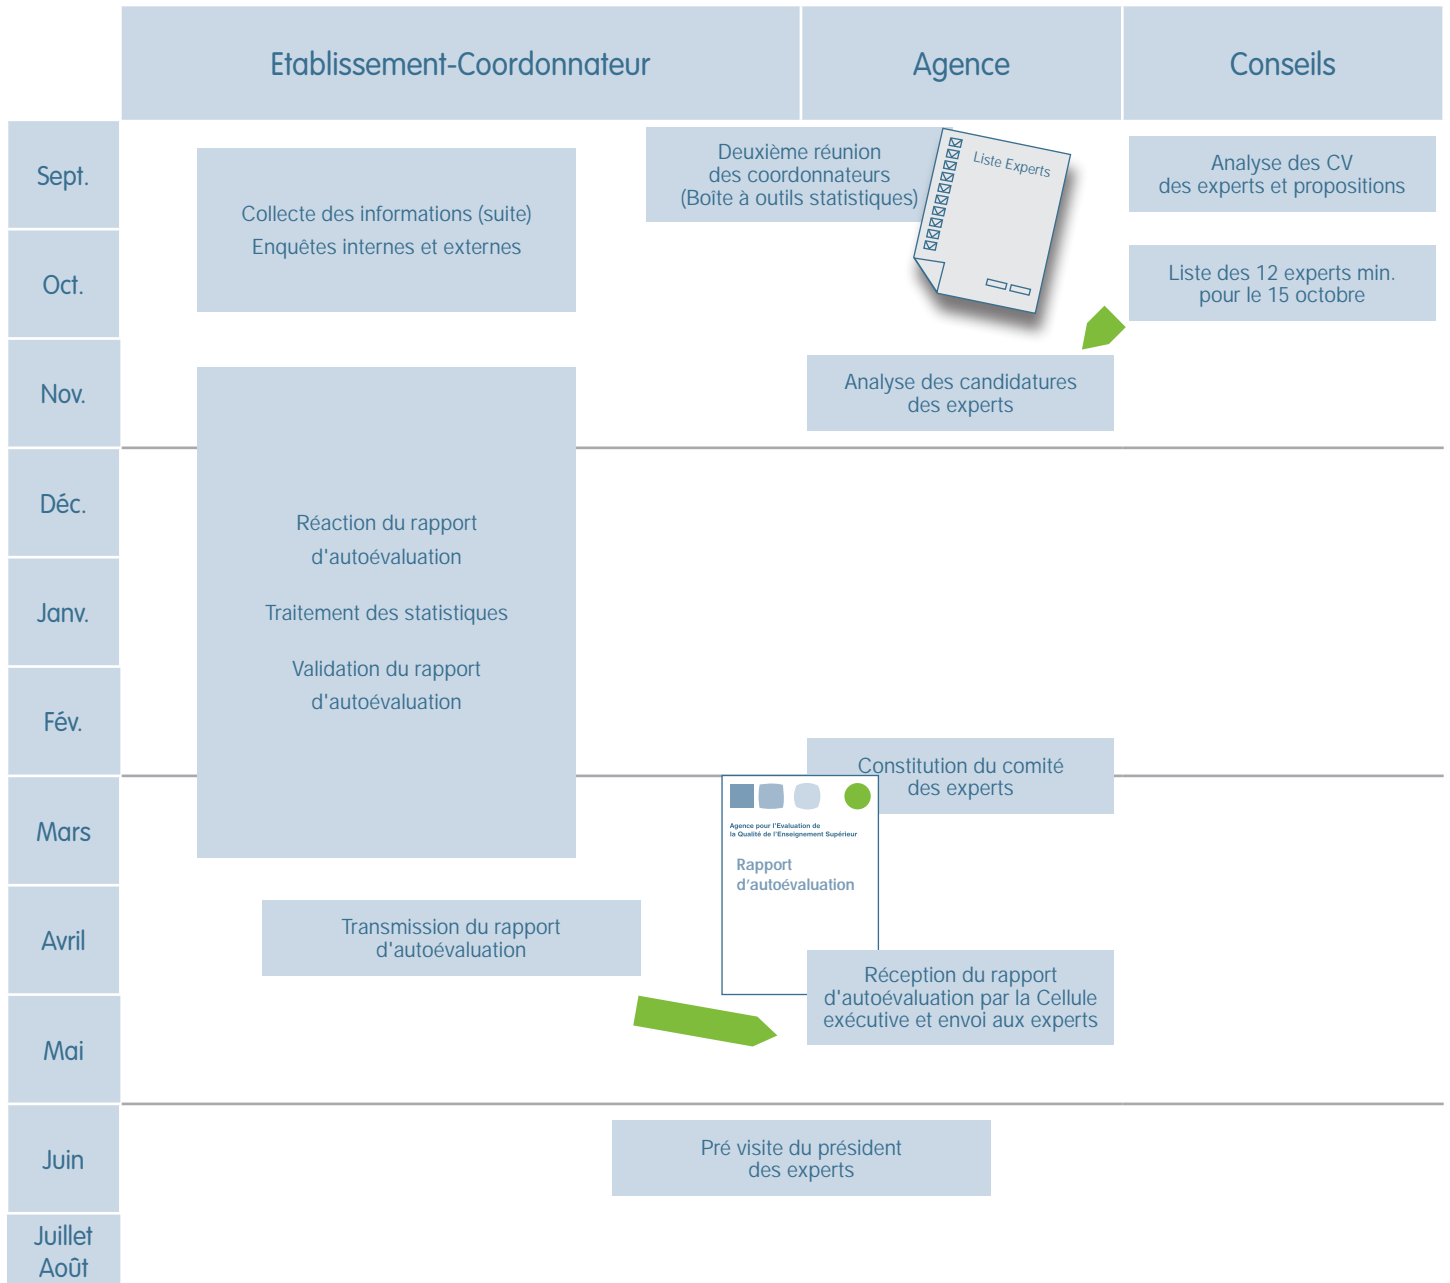 Etablissement-Coordonnateur
Agence
Conseils
Sept.
Collecte des informations (suite)
Enquêtes internes et externes
Deuxième réunion
des coordonnateurs
(Boîte à outils statistiques)
Liste Experts
Analyse des CV
des experts et propositions
Oct.
Liste des 12 experts min.
pour le 15 octobre
Nov.
Analyse des candidatures
des experts
Déc.
Réaction du rapport
d'autoévaluation
Janv.
Traitement des statistiques
Validation du rapport
d'autoévaluation
Fév.
Constitution du comité
des experts
Mars
Agence pour l'Evaluation de
la Qualité de l'Enseignement Supérieur
Rapport
d'autoévaluation
Avril
Transmission du rapport
d'autoévaluation
Réception du rapport
d'autoévaluation par la Cellule
exécutive et envoi aux experts
Mai
Juin
Pré visite du président
des experts
Juillet
Août